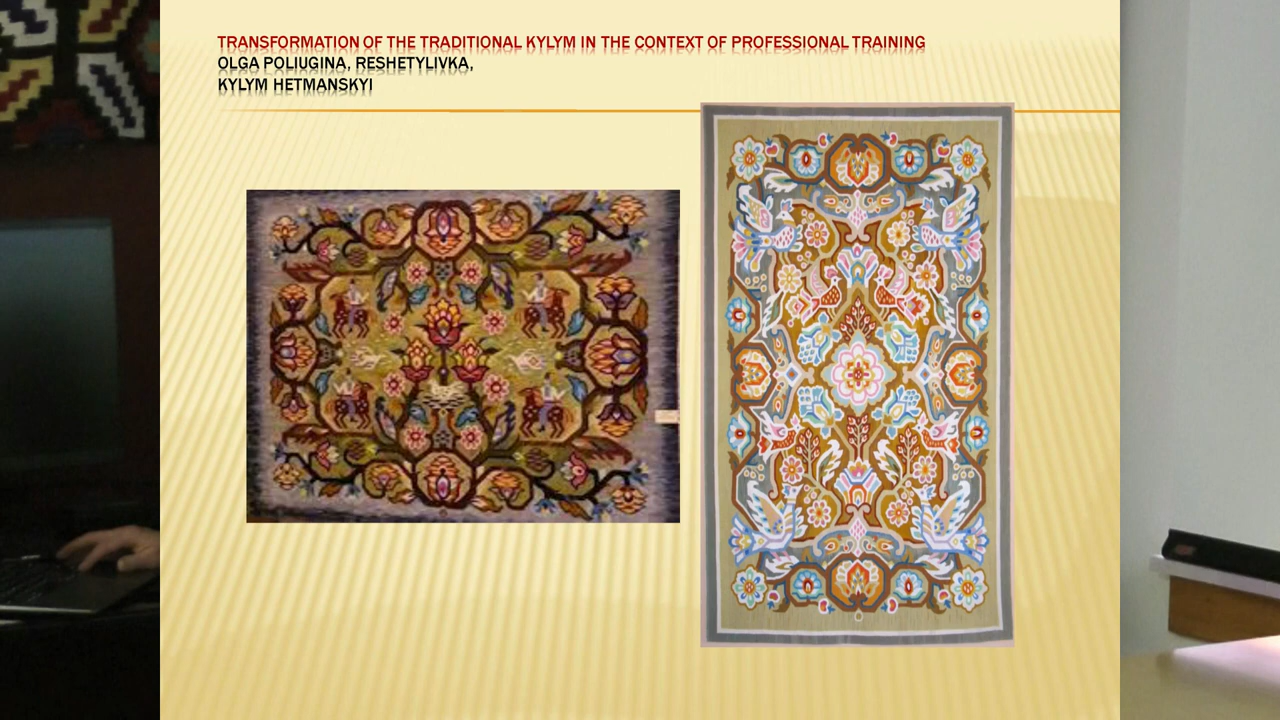 TRANSFORMATION OF THE TRADITIONAL KYLYM IN THE CONTEXT OF PROFESSIONAL TRAINING
OLGA POLIUGINA, RESHETYLIVKA,
KYLYM HETMANSKYI